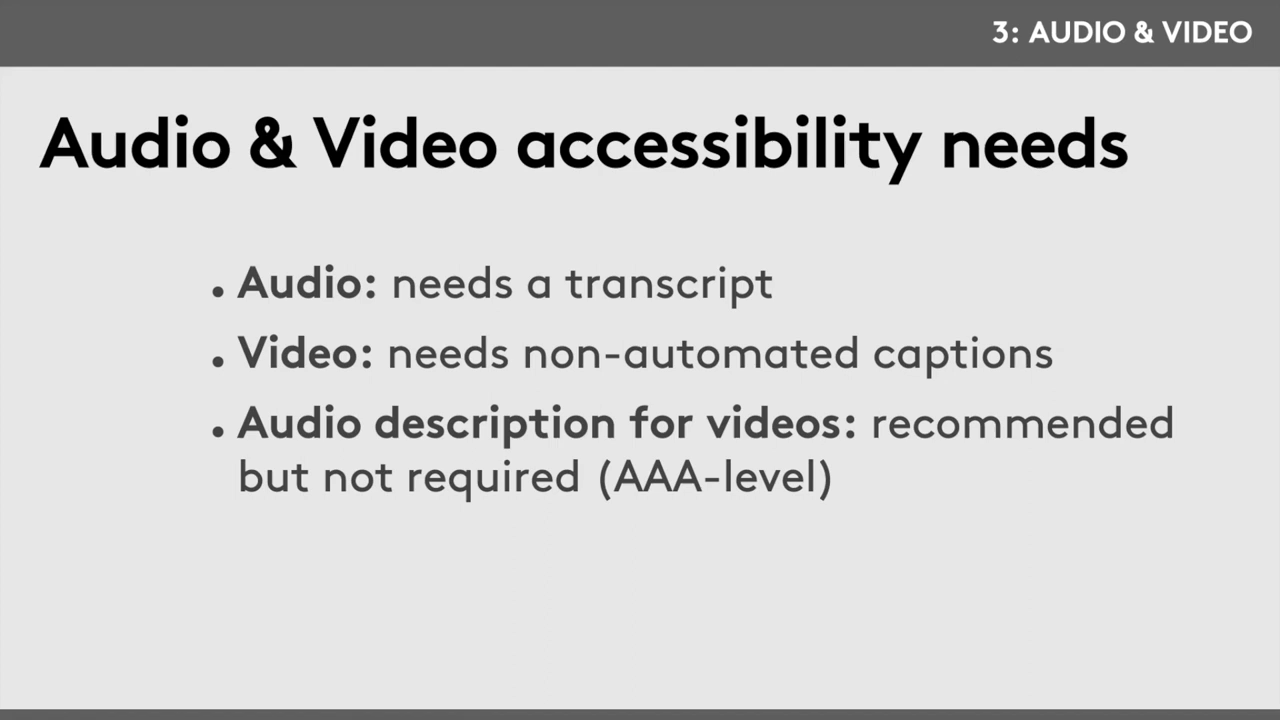 3: AUDIO & VIDEO
Audio & Video accessibility needs
• Audio: needs a transcript
• Video: needs non-automated captions
• Audio description for videos: recommended
but not required (AAA-level)